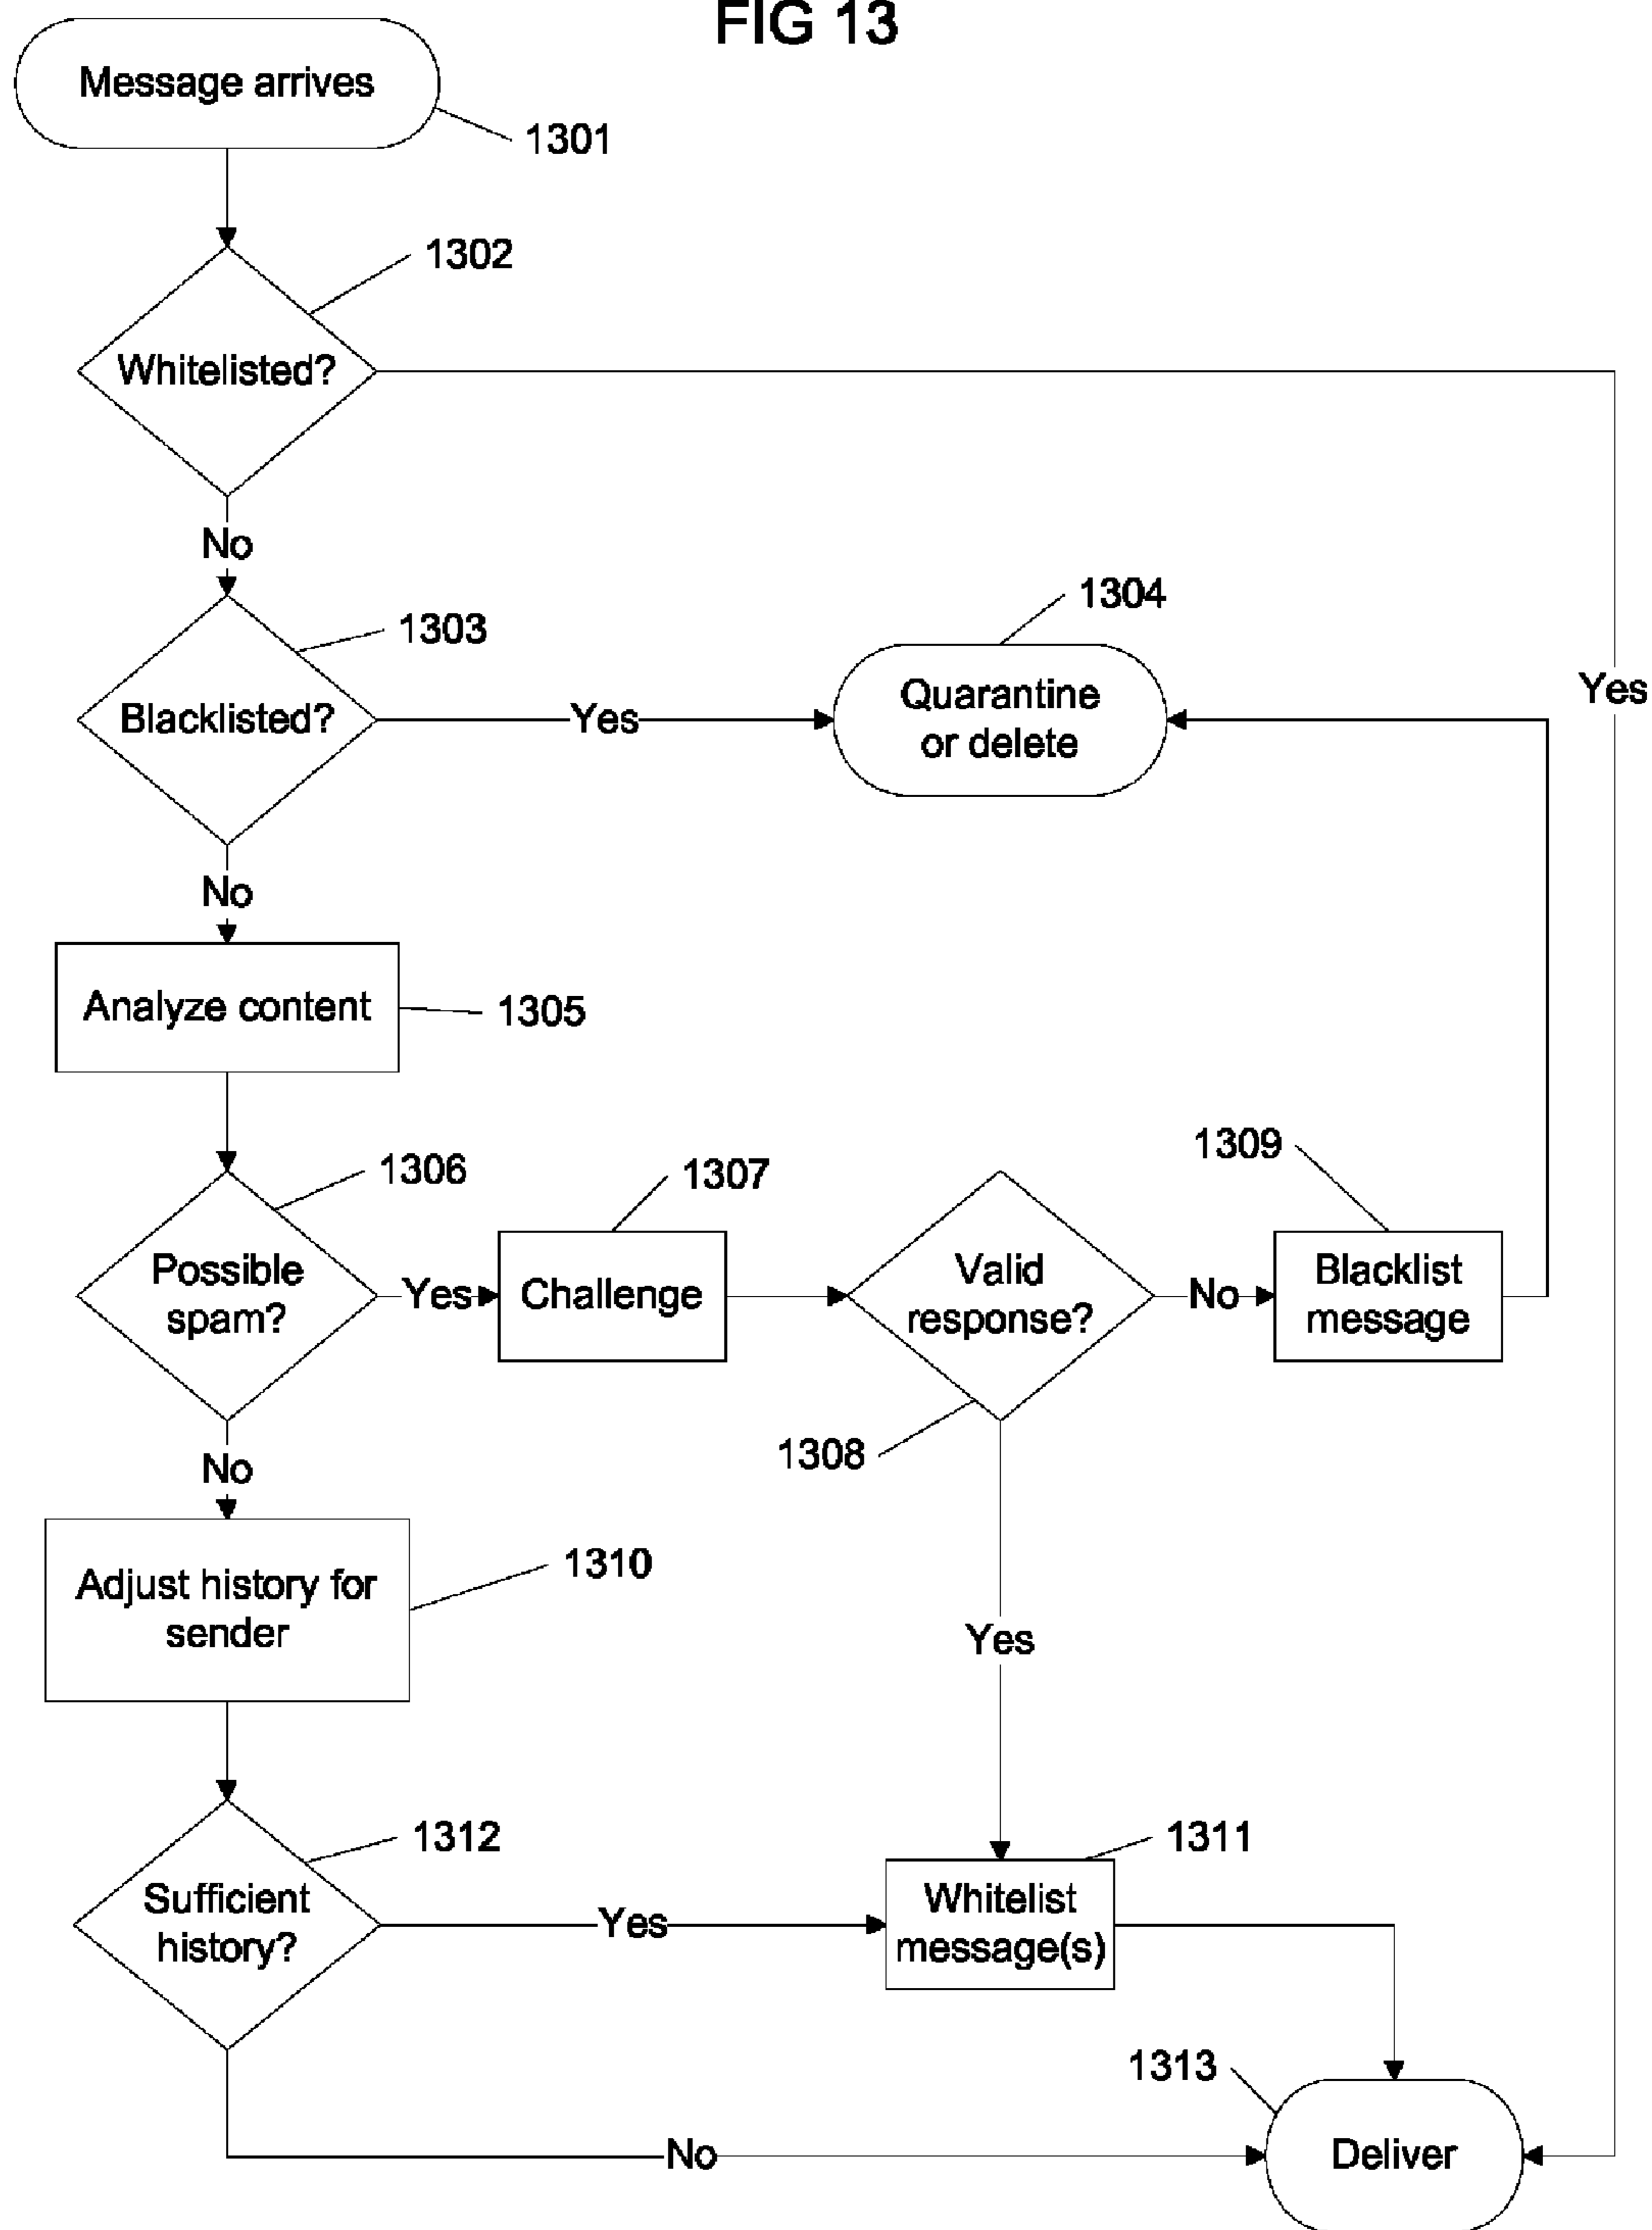 FIG 13
Message arrives
1301
1302
Whitelisted?
No
1303
1304
Blacklisted?
Yes
Quarantine
or delete
Yes
No
Analyze content
1305
1306
1307
1309
Possible
spam?
Yes
Challenge
Valid
response?
No
Blacklist
message
1308
No
Adjust history for
sender
1310
Yes
1312
1311
Sufficient
history?
Yes
Whitelist
message(s)
1313
No
Deliver